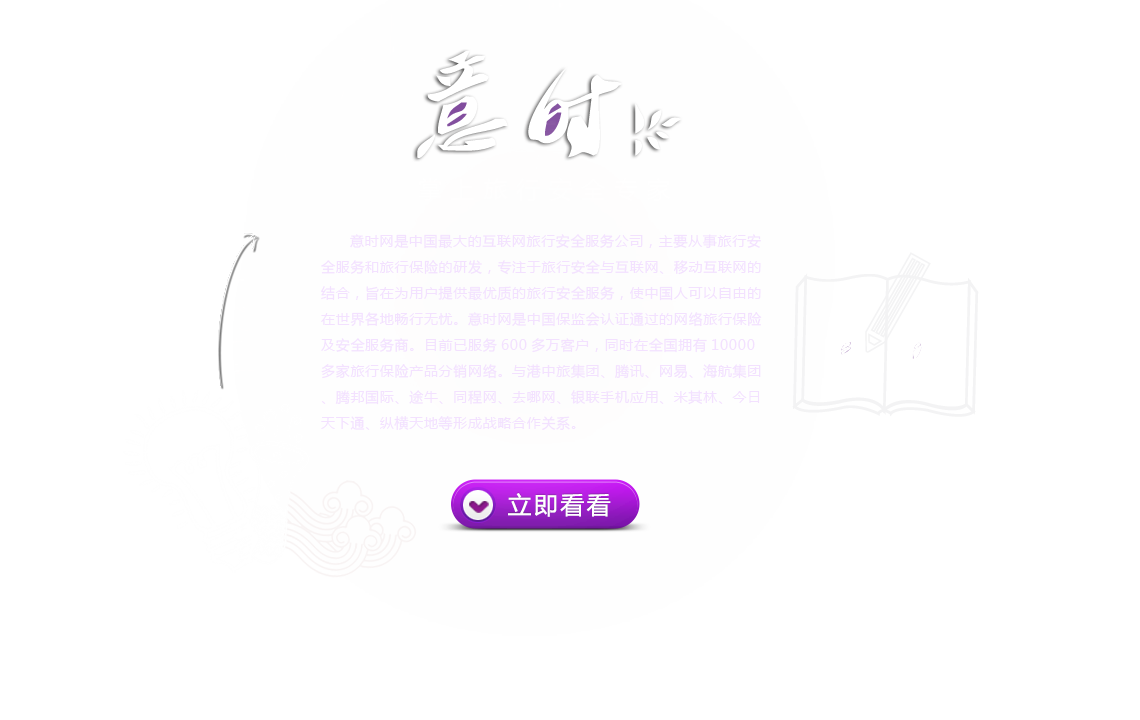 意时
意时网是中国最大的互联网旅行安全服务公司，主要从事旅行安
全服务和旅行保险的研发，专注于旅行安全与互联网、移动互联网的
结合，旨在为用户提供最优质的旅行安全服务，使中国人可以自由的
在世界各地畅行无忧。意时网是中国保监会认证通过的网络旅行保险
及安全服务商。目前已服务 600 多万客户，同时在全国拥有 10000
多家旅行保险产品分销网络。与港中旅集团、腾讯、网易、海航集团
、腾邦国际、途牛、同程网、去哪网、银联手机应用、米其林、今日
天下通、纵横天地等形成战略合作关系。
立即看看